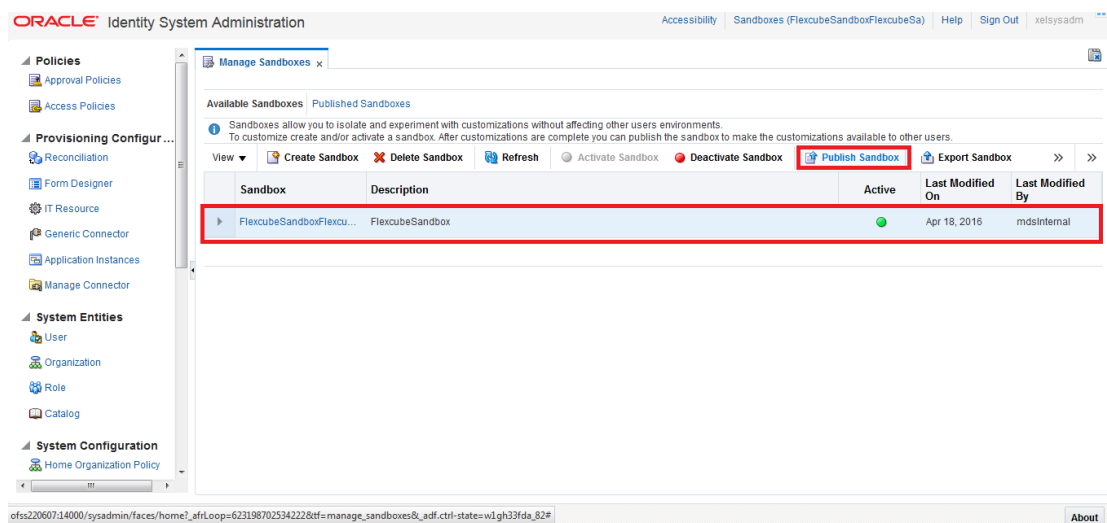 ORACLE® Identity System Administration
Accessibility Sandboxes (FlexcubeSandboxFlexcubeSa) Help Sign Out xelsysadm
Policies
Approval Policies
Access Policies
Provisioning Configur...
Reconciliation
Form Designer
IT Resource
Generic Connector
Application Instances
Manage Connector
System Entities
User
Organization
Role
Catalog
System Configuration
Home Organization Policy
Manage Sandboxes x
Available Sandboxes Published Sandboxes
Sandboxes allow you to isolate and experiment with customizations without affecting other users environments.
To customize create and/or activate a sandbox. After customizations are complete you can publish the sandbox to make the customizations available to other users.
View Create Sandbox Delete Sandbox Refresh Activate Sandbox Deactivate Sandbox Publish Sandbox Export Sandbox » »
Sandbox Description Active Last Modified On Last Modified By
FlexcubeSandboxFlexcu... FlexcubeSandbox Apr 18, 2016 mdsInternal
ofss220607:14000/sysadmin/faces/home?_afrLoop=623198702534222&tf=manage_sandboxes&_adf.ctrl-state=w1gh33fda_82#
About